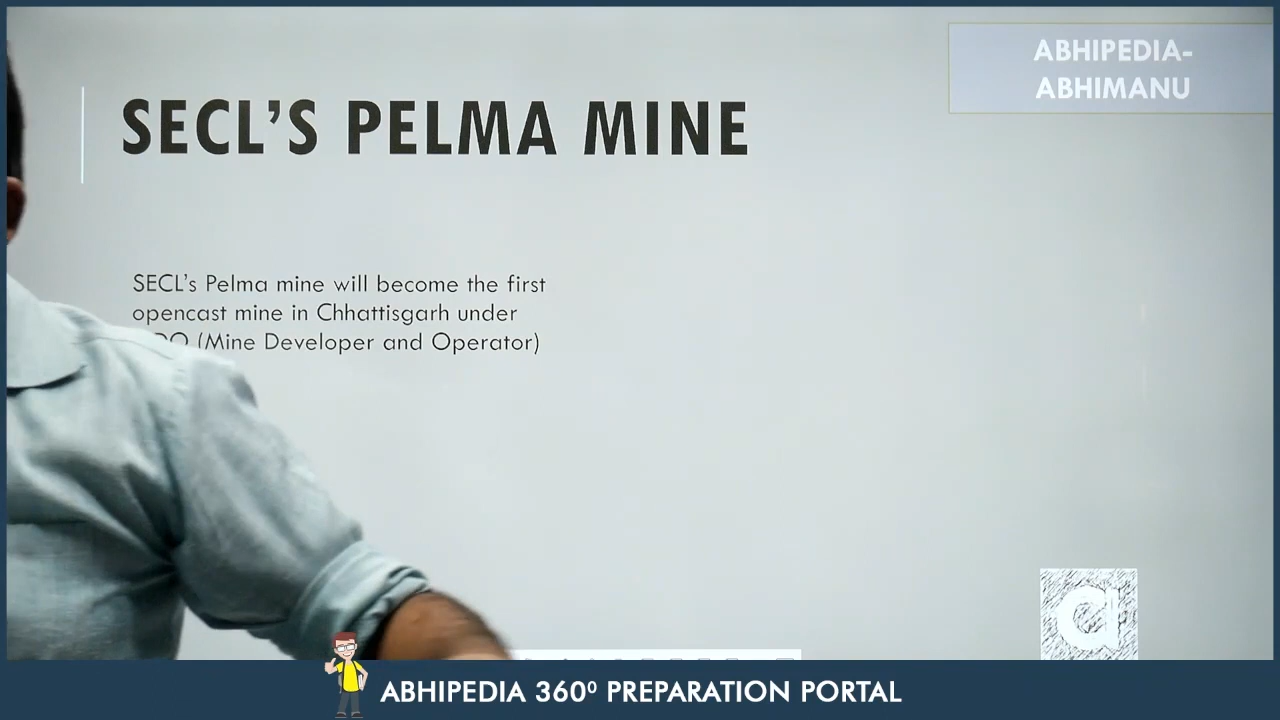 ABHIPEDIA-
ABHIMANU
SECL'S PELMA MINE
SECL's Pelma mine will become the first
opencast mine in Chhattisgarh under
(Mine Developer and Operator)
a
ABHIPEDIA 360⁰ PREPARATION PORTAL